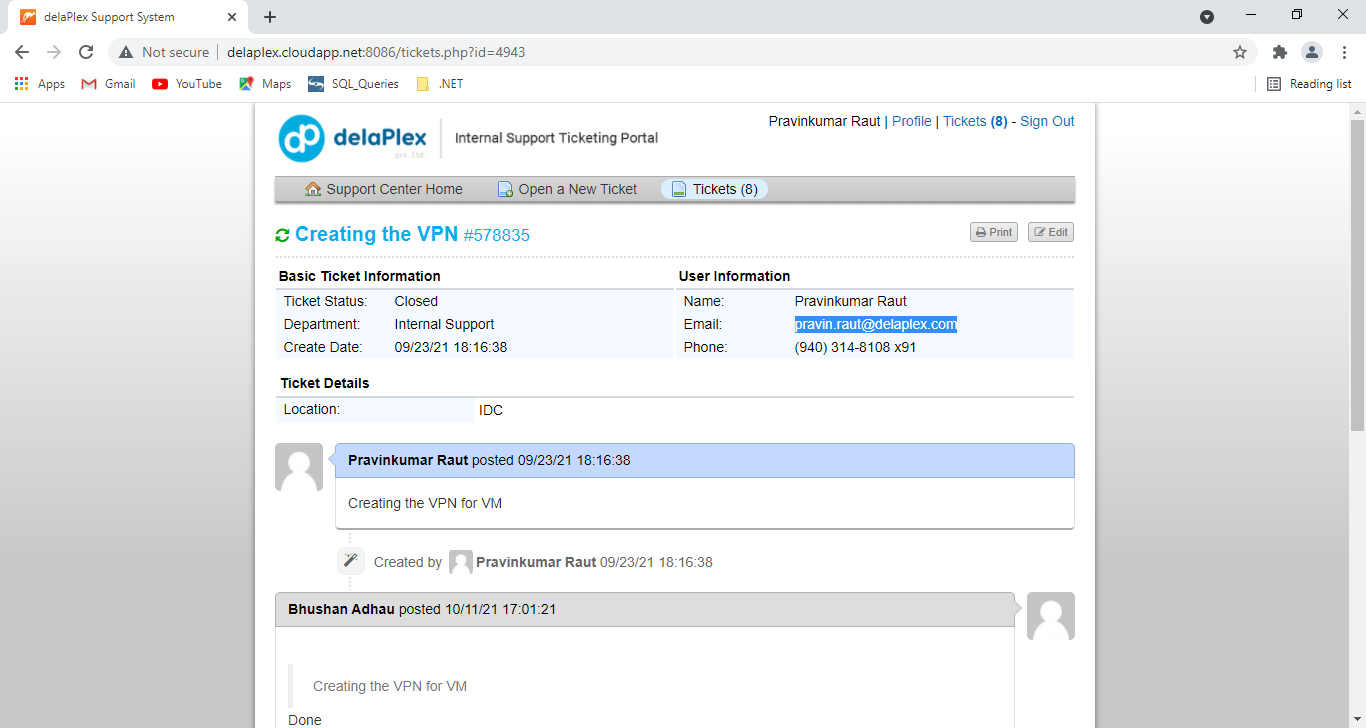 delaPlex Support System
Not secure
delaplex.cloudapp.net:8086/tickets.php?id=4943
Apps Gmail YouTube Maps SQL_Queries .NET Reading list
delaPlex
pvt.ltd.
Internal Support Ticketing Portal
Pravinkumar Raut | Profile | Tickets (8) - Sign Out
Support Center Home Open a New Ticket Tickets (8)
Creating the VPN #578835
Print Edit
Basic Ticket Information
Ticket Status: Closed
Department: Internal Support
Create Date: 09/23/21 18:16:38
User Information
Name: Pravinkumar Raut
Email: pravin.raut@delaplex.com
Phone: (940) 314-8108 x91
Ticket Details
Location: IDC
Pravinkumar Raut posted 09/23/21 18:16:38
Creating the VPN for VM
Created by Pravinkumar Raut 09/23/21 18:16:38
Bhushan Adhau posted 10/11/21 17:01:21
Creating the VPN for VM
Done